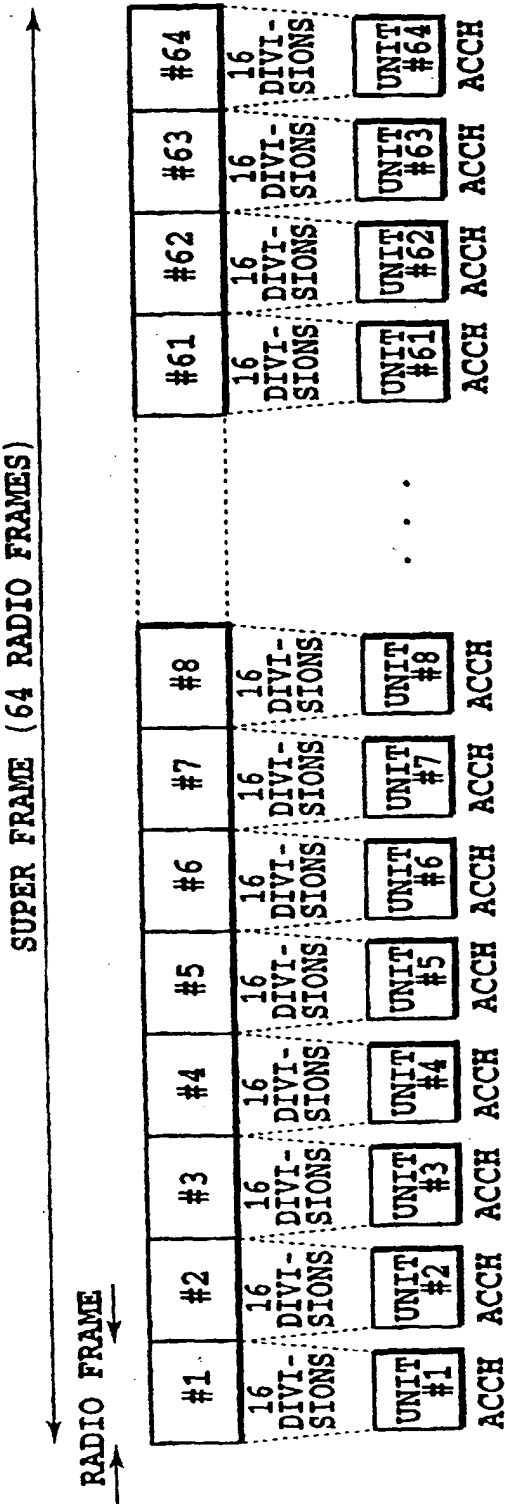 SUPER FRAME (64 RADIO FRAMES)
RADIO FRAME
#1 #2 #3 #4 #5 #6 #7 #8 #61 #62 #63 #64
16 16 16 16 16 16 16 16 16 16 16 16
DIVI- DIVI- DIVI- DIVI- DIVI- DIVI- DIVI- DIVI- DIVI- DIVI- DIVI- DIVI-
SIONS SIONS SIONS SIONS SIONS SIONS SIONS SIONS SIONS SIONS SIONS SIONS
UNIT UNIT UNIT UNIT UNIT UNIT UNIT UNIT . . . UNIT UNIT UNIT UNIT
#1 #2 #3 #4 #5 #6 #7 #8 #61 #62 #63 #64
ACCH ACCH ACCH ACCH ACCH ACCH ACCH ACCH ACCH ACCH ACCH ACCH